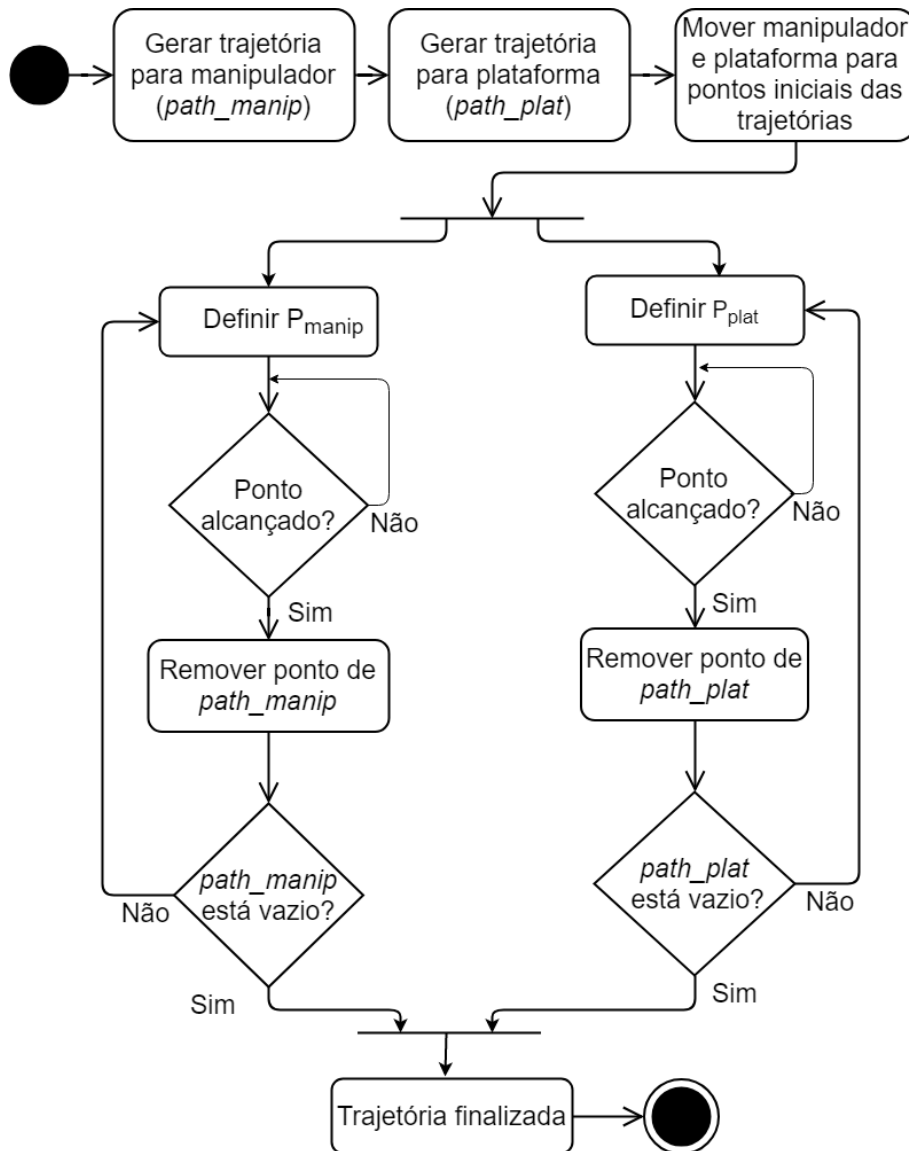 Gerar trajetória
para manipulador
(path_manip)
Gerar trajetória
para plataforma
(path_plat)
Mover manipulador
e plataforma para
pontos iniciais das
trajetórias
Definir Pmanip
Definir Pplat
Ponto
alcançado?
Não
Ponto
alcançado?
Não
Sim
Sim
Remover ponto de
path_manip
Remover ponto de
path_plat
path_manip
está vazio?
Não
path_plat
está vazio?
Não
Sim
Sim
Trajetória finalizada